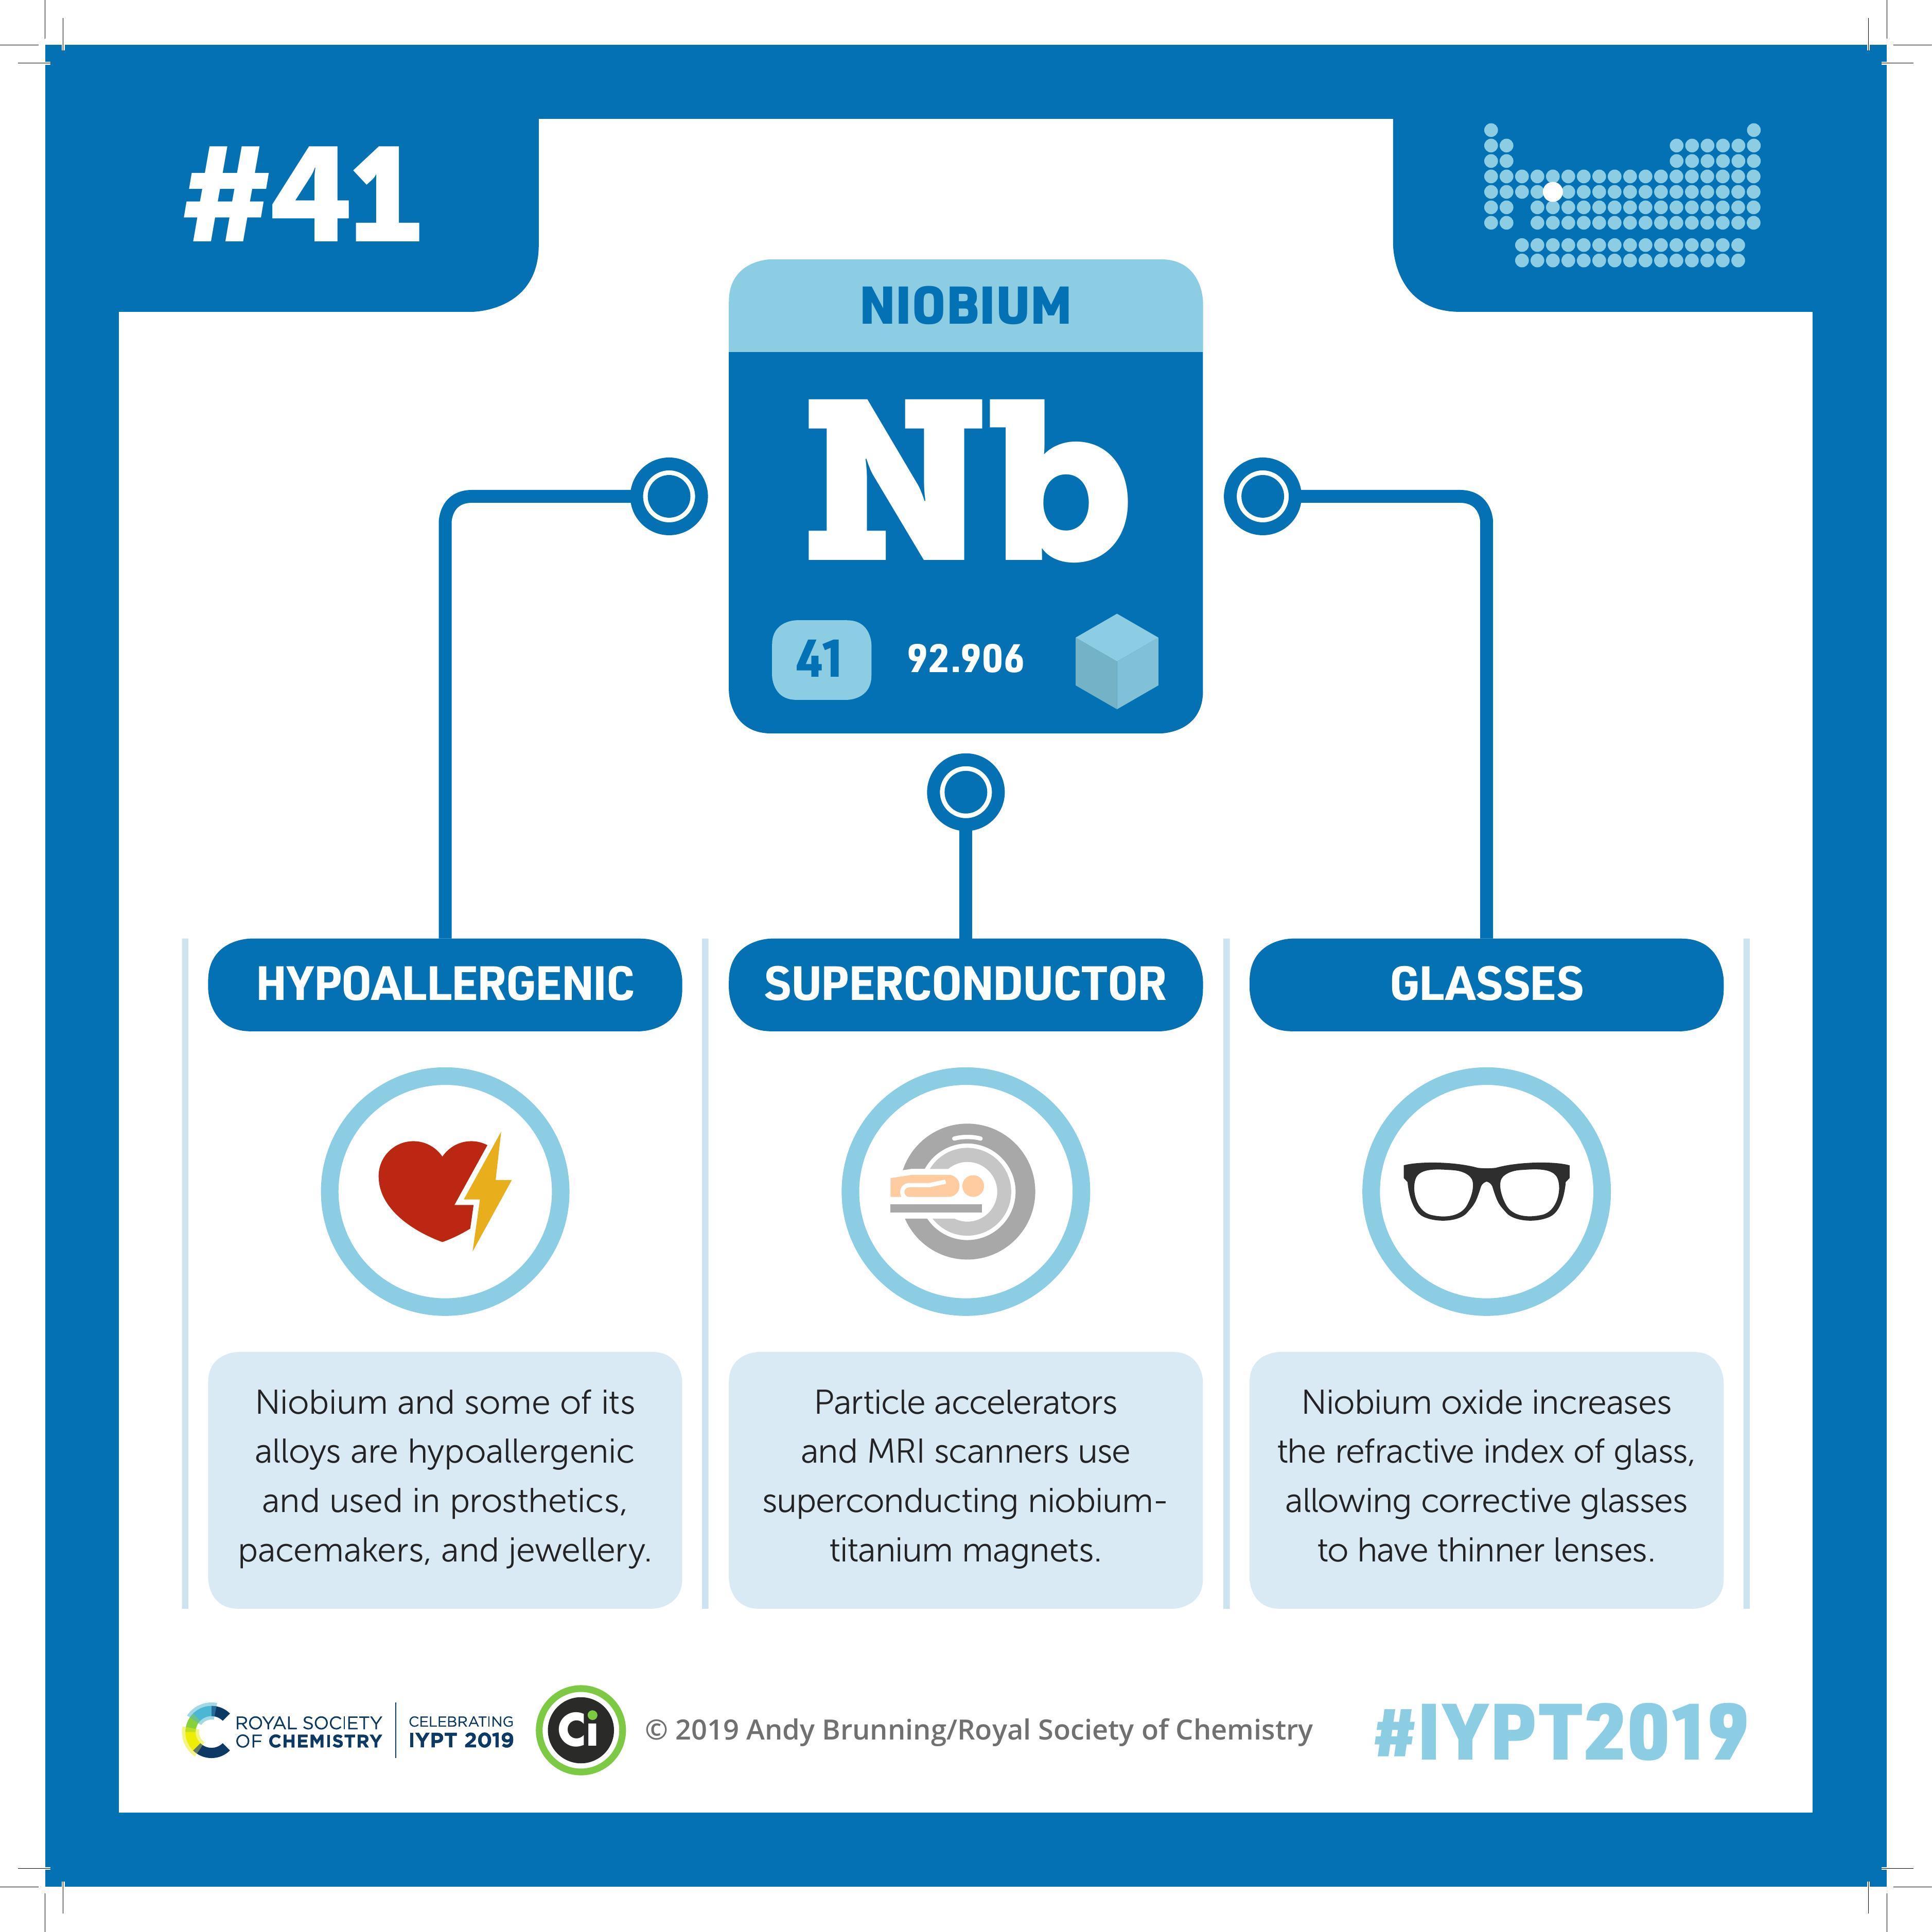 #41
NIOBIUM
Nb
41
92.906
HYPOALLERGENIC
Niobium and some of its
alloys are hypoallergenic
and used in prosthetics,
pacemakers, and jewellery.
SUPERCONDUCTOR
Particle accelerators
and MRI scanners use
superconducting niobium-
titanium magnets.
GLASSES
Niobium oxide increases
the refractive index of glass,
allowing corrective glasses
to have thinner lenses.
ROYAL SOCIETY
OF CHEMISTRY
CELEBRATING
IYPT 2019
Ci
© 2019 Andy Brunning/Royal Society of Chemistry
#IYPT2019